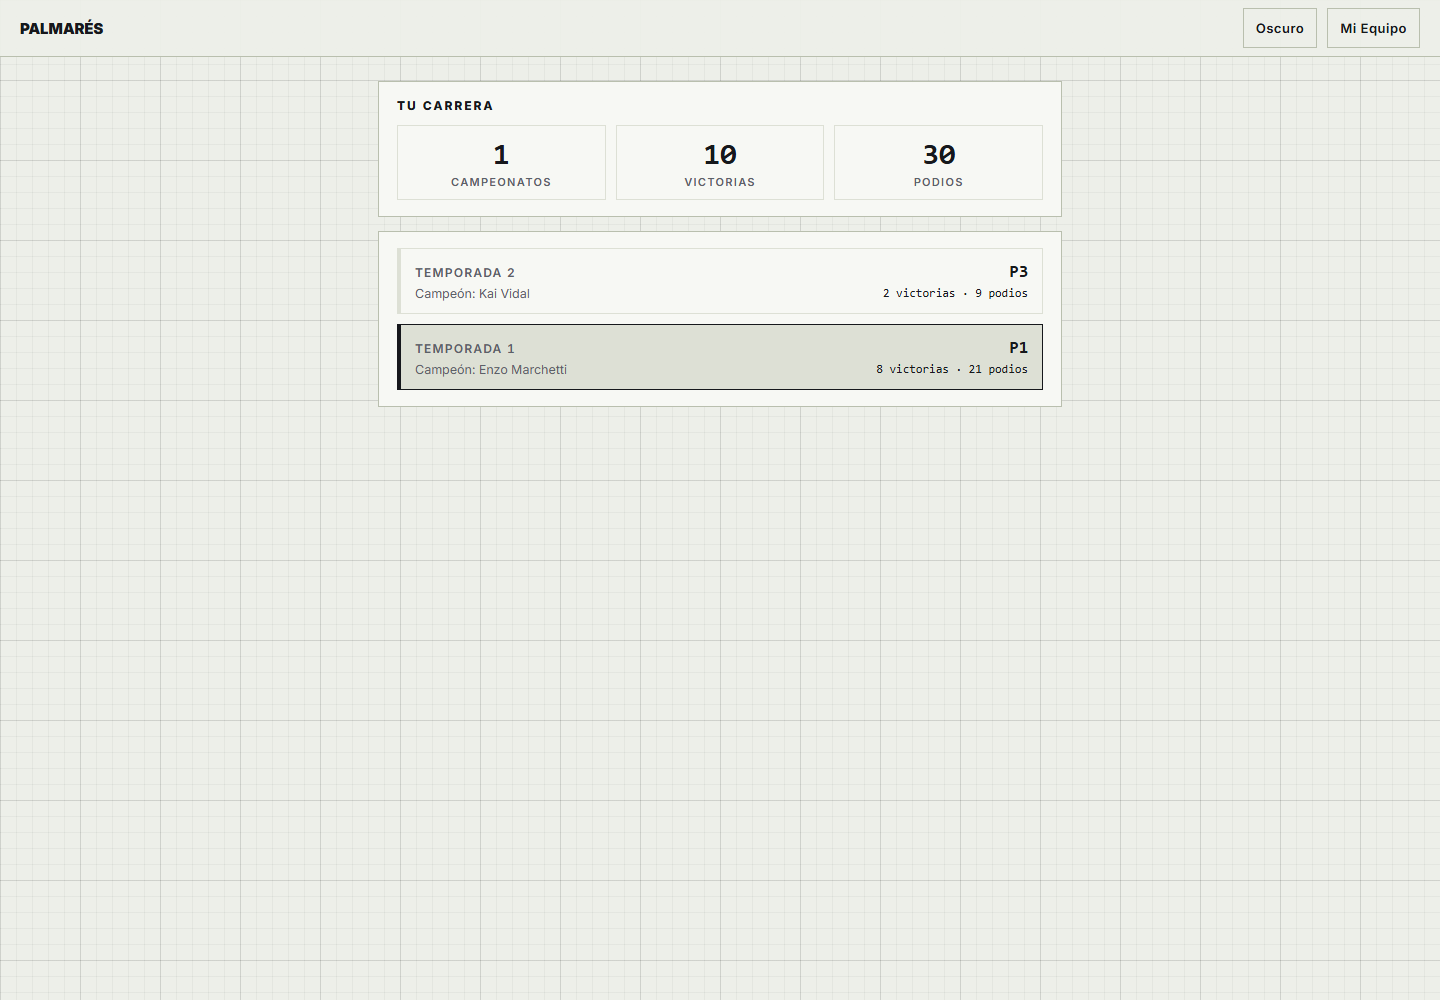 PALMARÉS
Oscuro
Mi Equipo
TU CARRERA
1
CAMPEONATOS
10
VICTORIAS
30
PODIOS
TEMPORADA 2
P3
Campeón: Kai Vidal
2 victorias · 9 podios
TEMPORADA 1
P1
Campeón: Enzo Marchetti
8 victorias · 21 podios